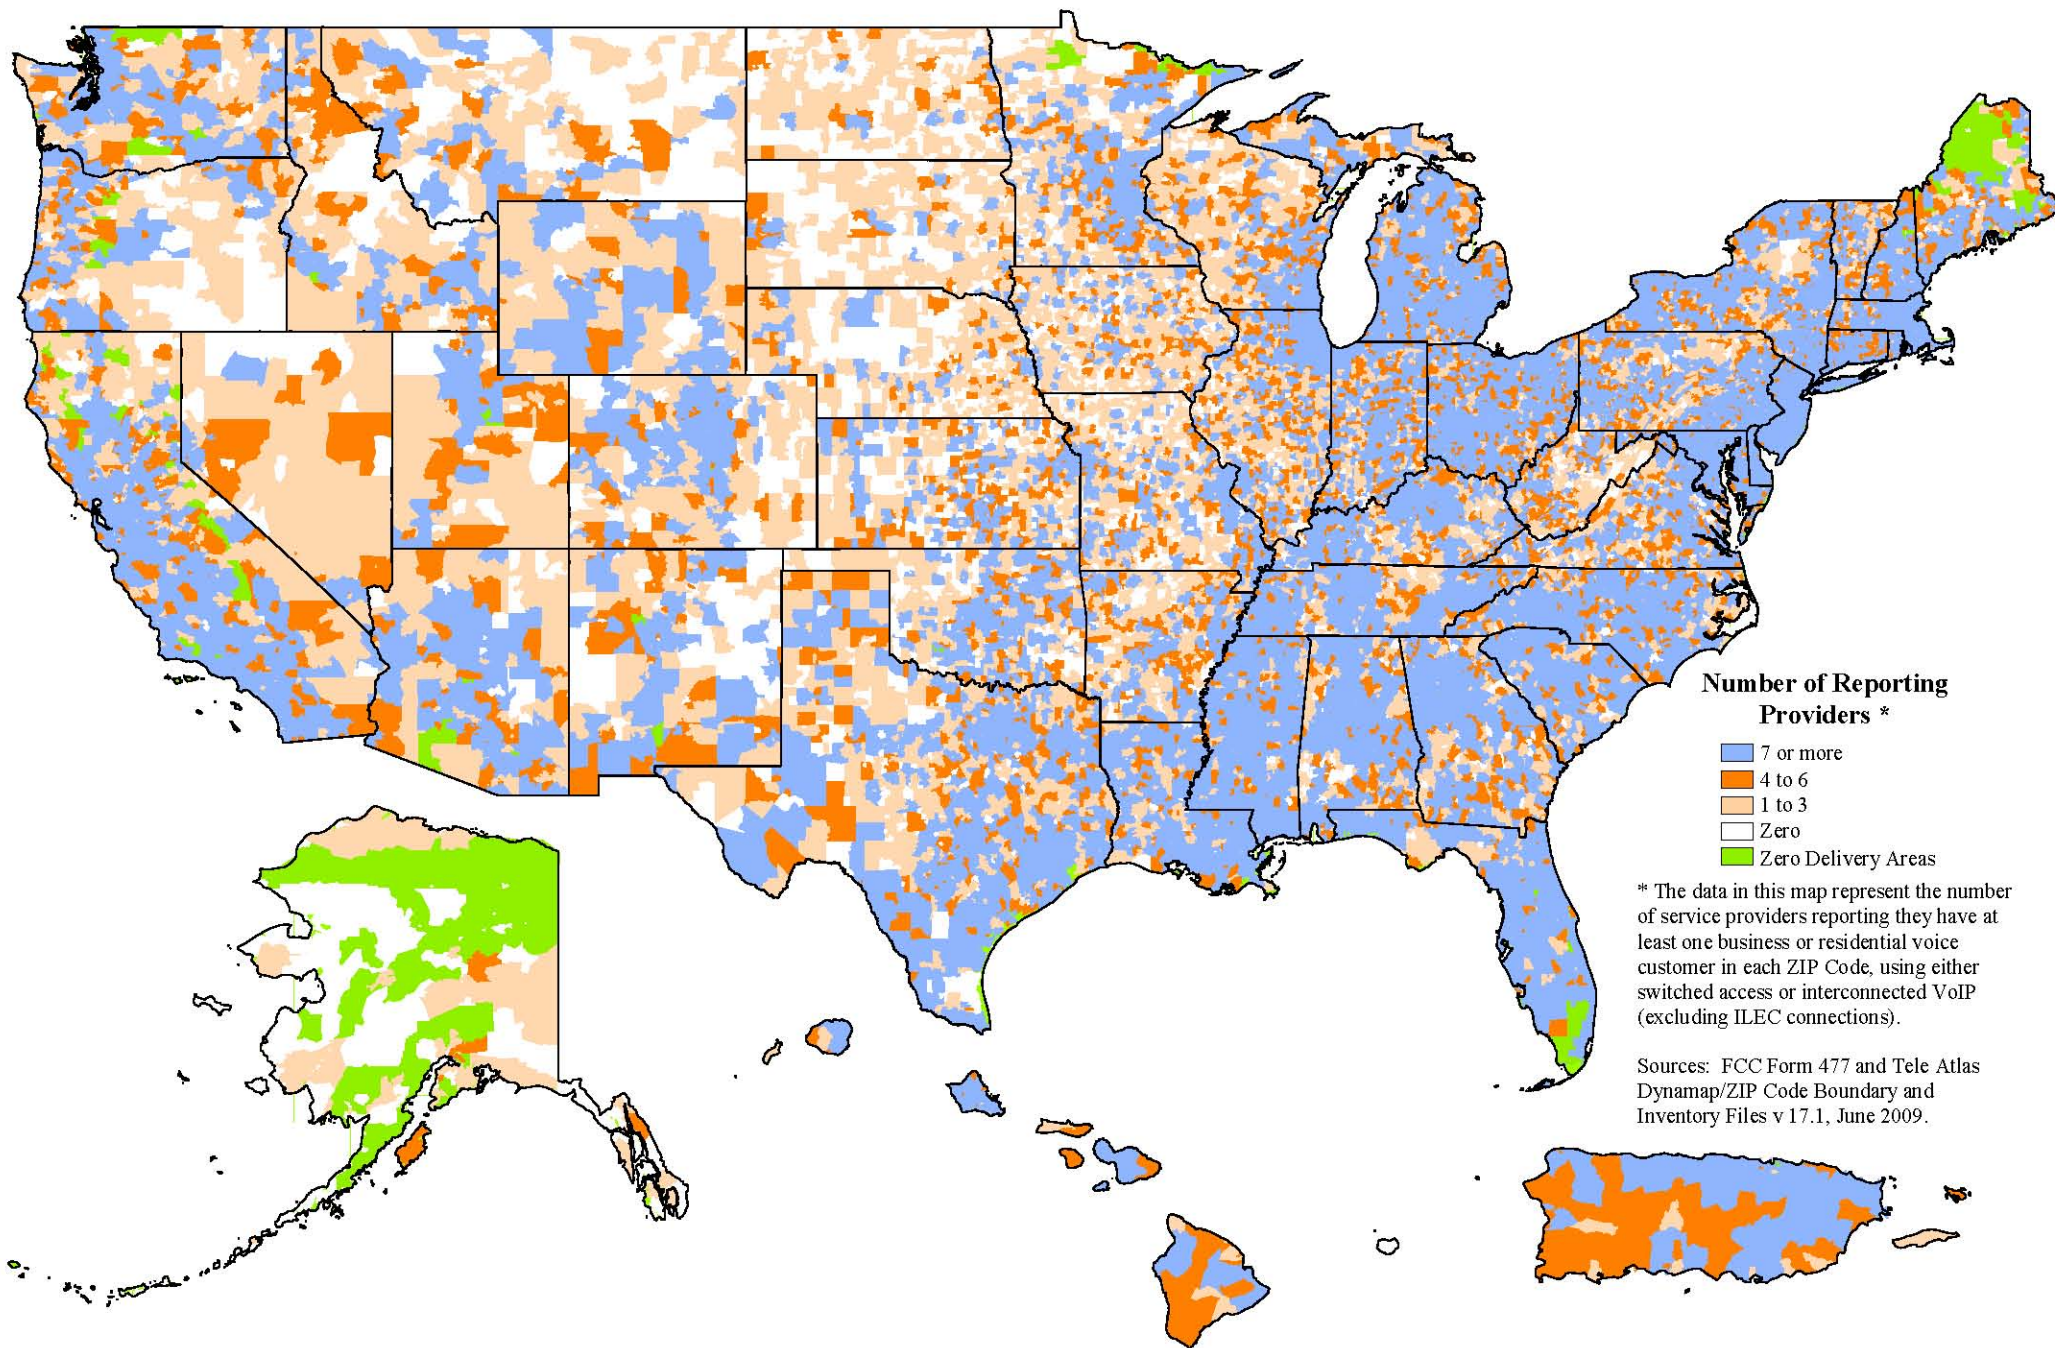 Number of Reporting
Providers *
7 or more
4 to 6
1 to 3
Zero
Zero Delivery Areas
* The data in this map represent the number
of service providers reporting they have at
least one business or residential voice
customer in each ZIP Code, using either
switched access or interconnected VoIP
(excluding ILEC connections).
Sources: FCC Form 477 and Tele Atlas
Dynamap/ZIP Code Boundary and
Inventory Files v 17.1, June 2009.